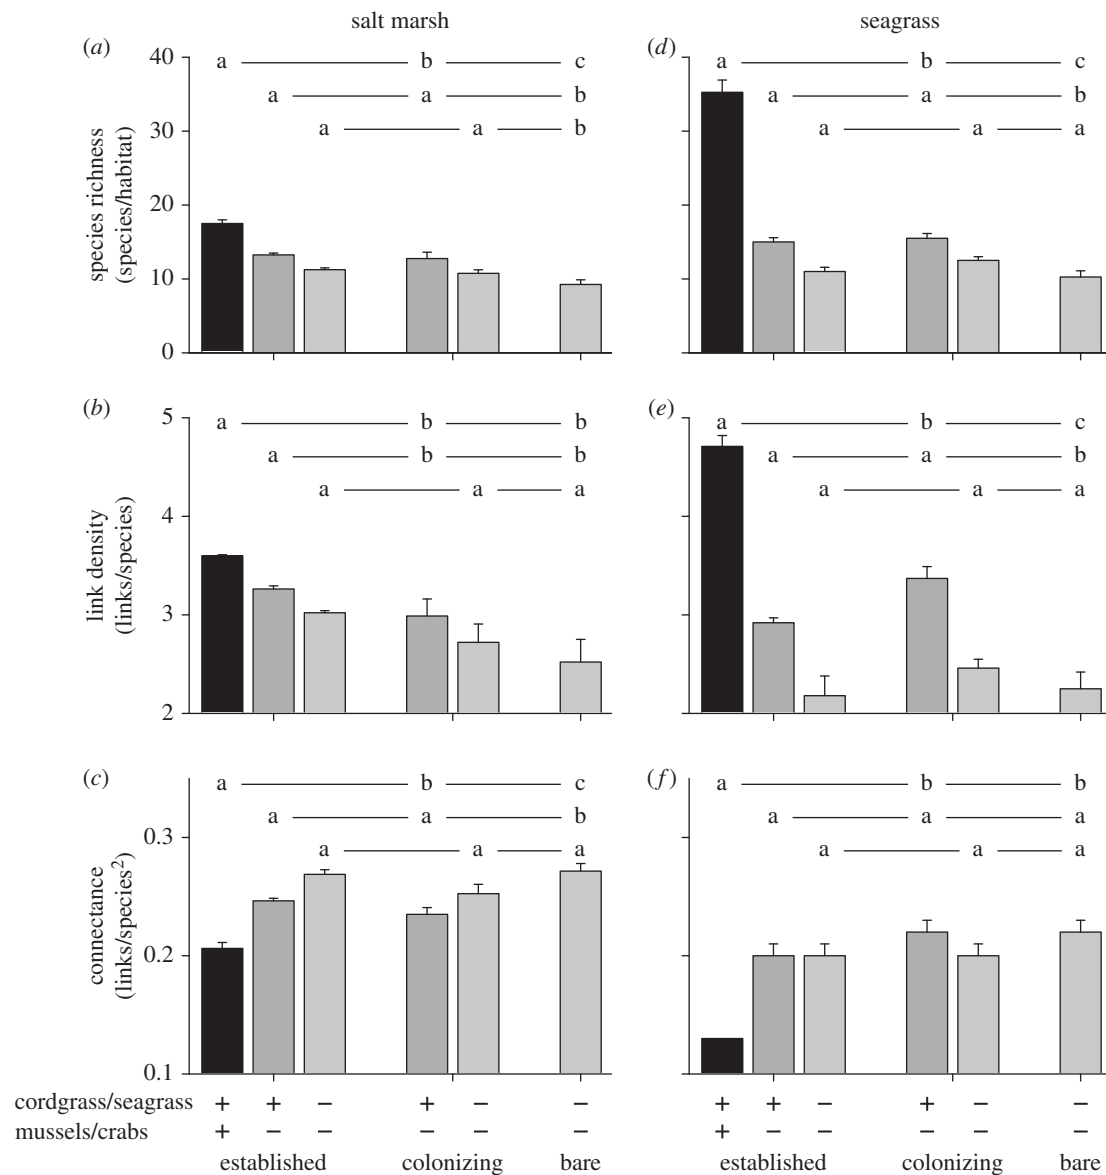 salt marsh
seagrass
(a)
(d)
40
30
20
10
0
species richness
(species/habitat)
a b c
a a b
a a b
a b c
a a b
a a a
(b)
(e)
5
4
3
2
link density
(links/species)
a b b
a b b
a a a
a b c
a a b
a a a
(c)
(f)
0.3
0.2
0.1
connectance
(links/species²)
a b c
a a b
a a a
a b b
a a a
a a a
cordgrass/seagrass + + − + − − + + − + − −
mussels/crabs + − − − − − + − − − − −
established colonizing bare established colonizing bare